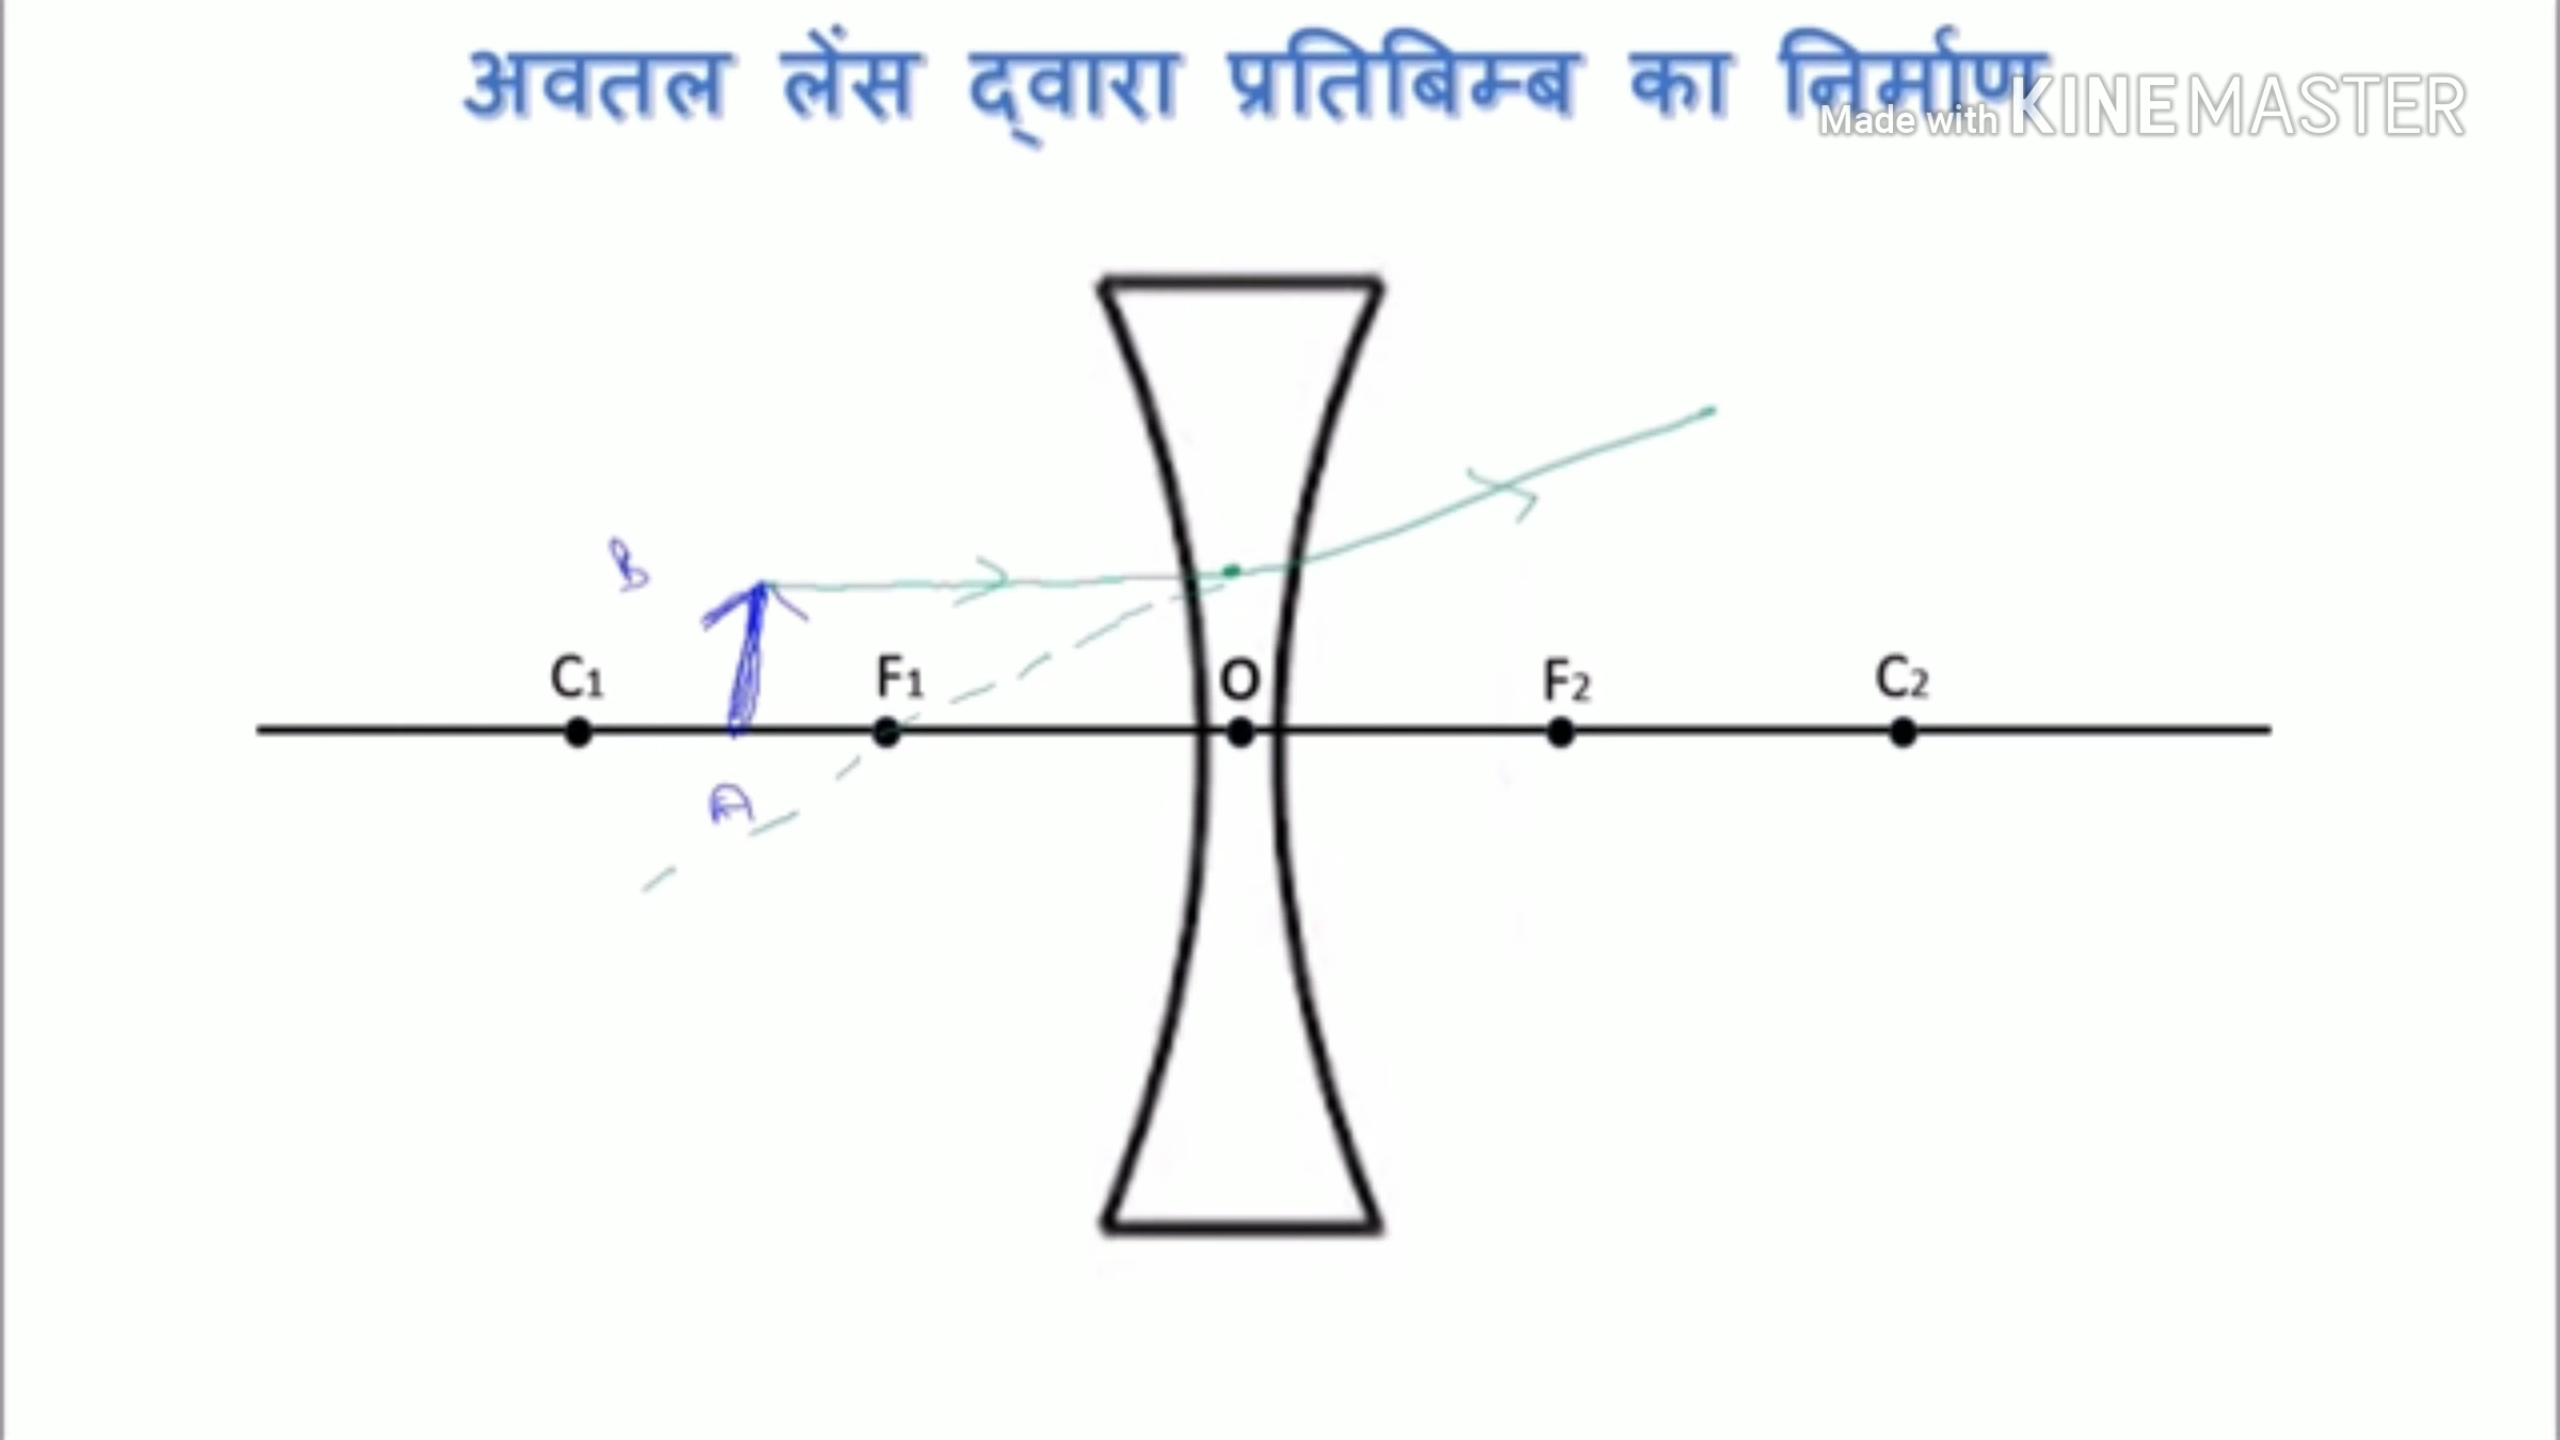 अवतल लेंस द्वारा प्रतिबिम्ब का निर्माण
Made with KINEMASTER
B
C1 F1 O F2 C2
A